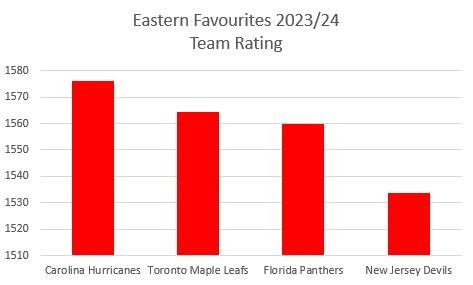 Eastern Favourites 2023/24
Team Rating
1580
1570
1560
1550
1540
1530
1520
1510
Carolina Hurricanes Toronto Maple Leafs Florida Panthers New Jersey Devils